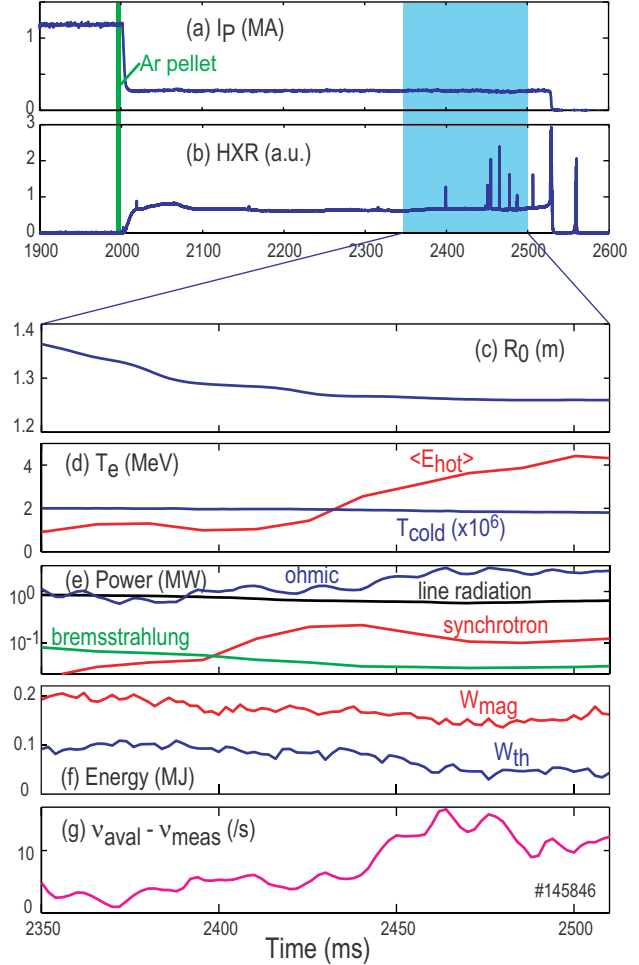 1
(a) I_P (MA)
Ar pellet
0
3
(b) HXR (a.u.)
2
1
0
1900 2000 2100 2200 2300 2400 2500 2600
1.4
(c) R_0 (m)
1.3
1.2
(d) T_e (MeV)
<E_hot>
4
2
T_cold (x10^6)
0
(e) Power (MW)
ohmic
line radiation
10^0
bremsstrahlung
synchrotron
10^-1
0.2
W_mag
0.1
W_th
(f) Energy (MJ)
0
(g) ν_aval - ν_meas (/s)
10
#145846
0
2350 2400 2450 2500
Time (ms)